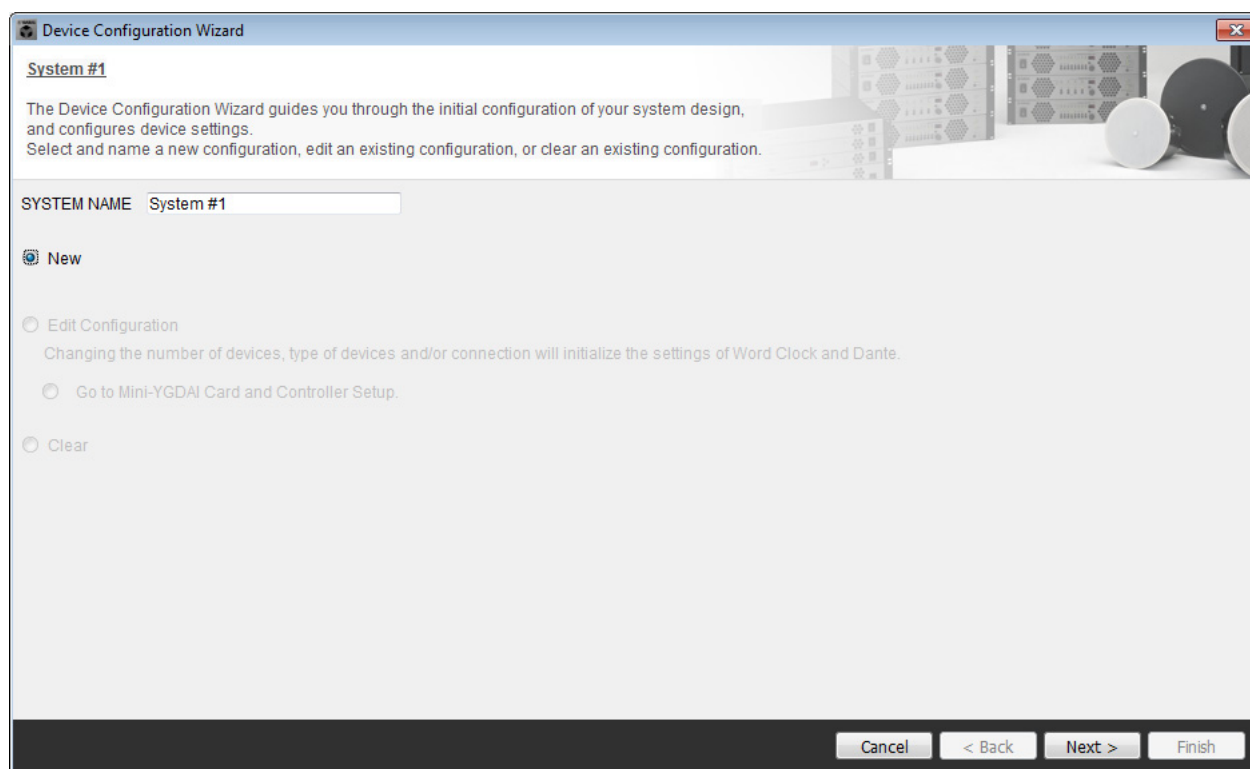 Device Configuration Wizard
System #1
The Device Configuration Wizard guides you through the initial configuration of your system design,
and configures device settings.
Select and name a new configuration, edit an existing configuration, or clear an existing configuration.
SYSTEM NAME System #1
New
Edit Configuration
Changing the number of devices, type of devices and/or connection will initialize the settings of Word Clock and Dante.
Go to Mini-YGDAI Card and Controller Setup.
Clear
Cancel < Back Next > Finish